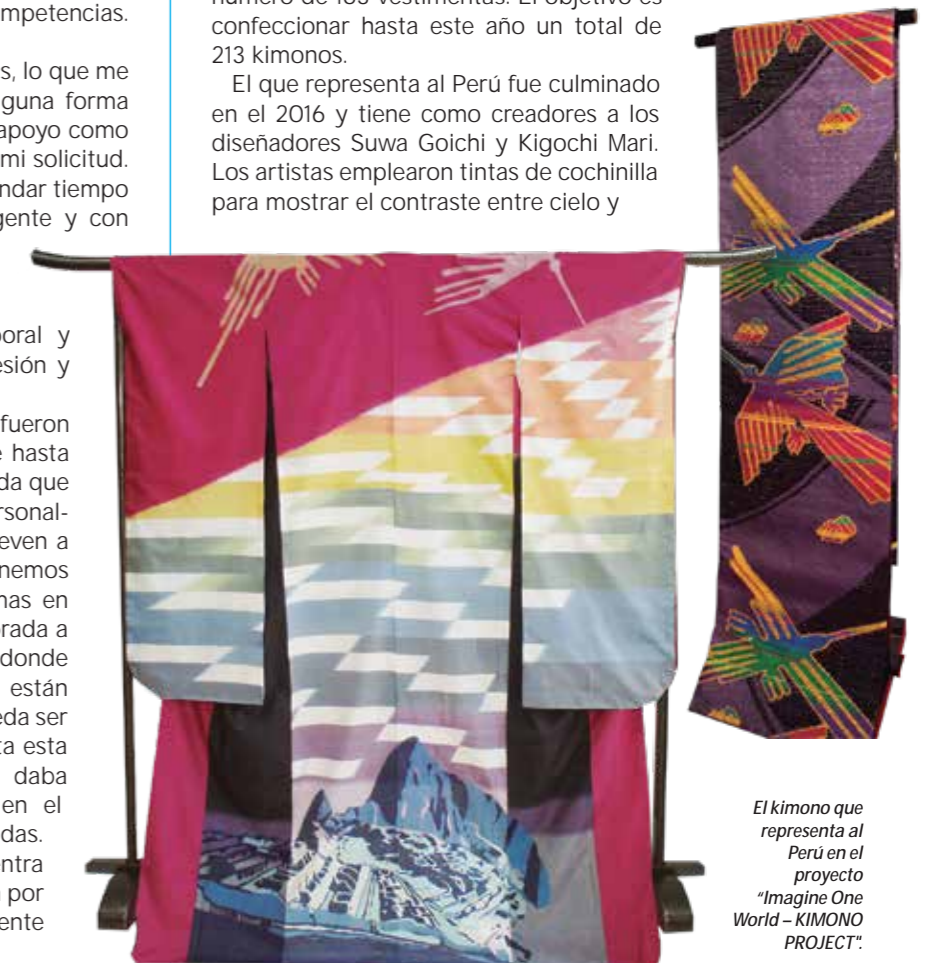 mpetencias.
s, lo que me
guna forma
apoyo como
mi solicitud.
ndar tiempo
gente y con
oral y
esión y
fueron
e hasta
da que
rsonal-
even a
nemos
nas en
rada a
donde
están
eda ser
ta esta
daba
en el
das.
entra
por
ente
número de vestimentas. El objetivo es
confeccionar hasta este año un total de
213 kimonos.
El que representa al Perú fue culminado
en el 2016 y tiene como creadores a los
diseñadores Suwa Goichi y Kigochi Mari.
Los artistas emplearon tintas de cochinilla
para mostrar el contraste entre cielo y
El kimono que
representa al
Perú en el
proyecto
“Imagine One
World – KIMONO
PROJECT”.